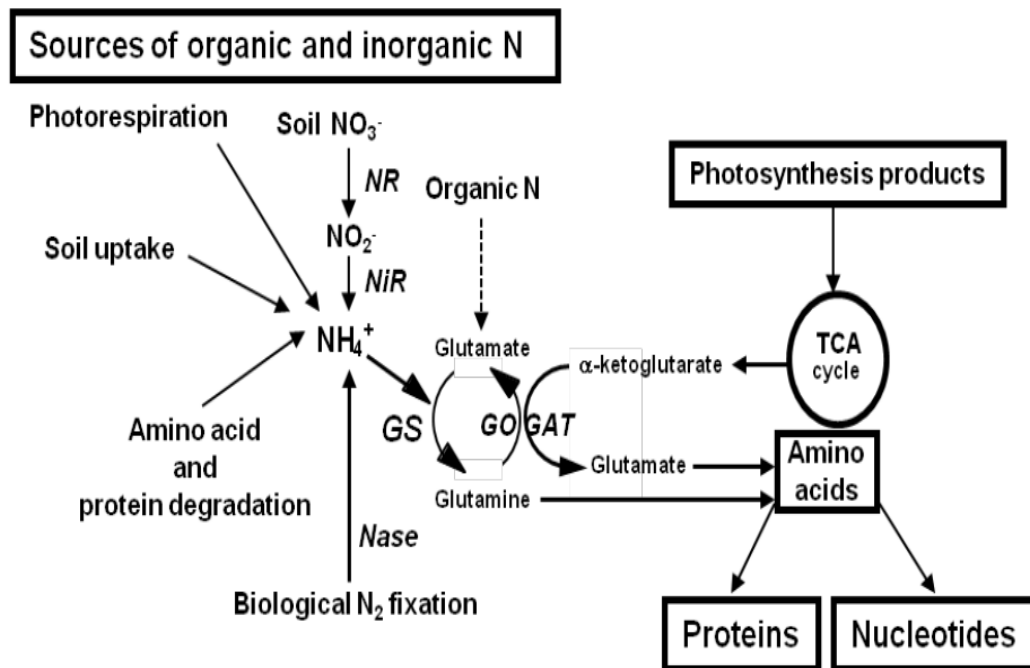 Sources of organic and inorganic N
Photorespiration
Soil NO₃⁻
NR
Organic N
Photosynthesis products
Soil uptake
NO₂⁻
NiR
NH₄⁺
Glutamate
α-ketoglutarate
TCA
cycle
GS
GO GAT
Amino acid
and
protein degradation
Glutamine
Glutamate
Amino
acids
Nase
Biological N₂ fixation
Proteins
Nucleotides